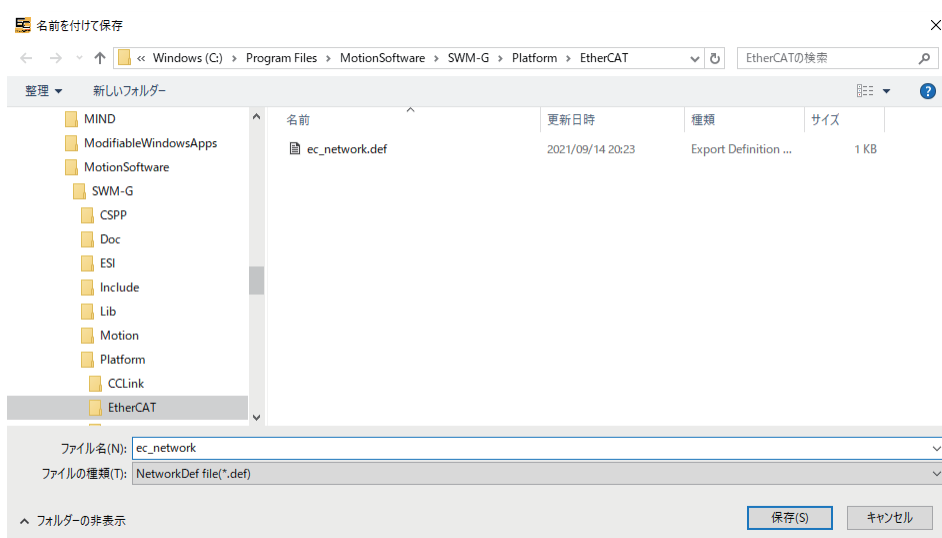 名前を付けて保存
« Windows (C:) > Program Files > MotionSoftware > SWM-G > Platform > EtherCAT
EtherCATの検索
整理 新しいフォルダー
名前 更新日時 種類 サイズ
ec_network.def 2021/09/14 20:23 Export Definition ... 1 KB
MIND
ModifiableWindowsApps
MotionSoftware
SWM-G
CSPP
Doc
ESI
Include
Lib
Motion
Platform
CCLink
EtherCAT
ファイル名(N): ec_network
ファイルの種類(T): NetworkDef file(*.def)
フォルダーの非表示
保存(S) キャンセル